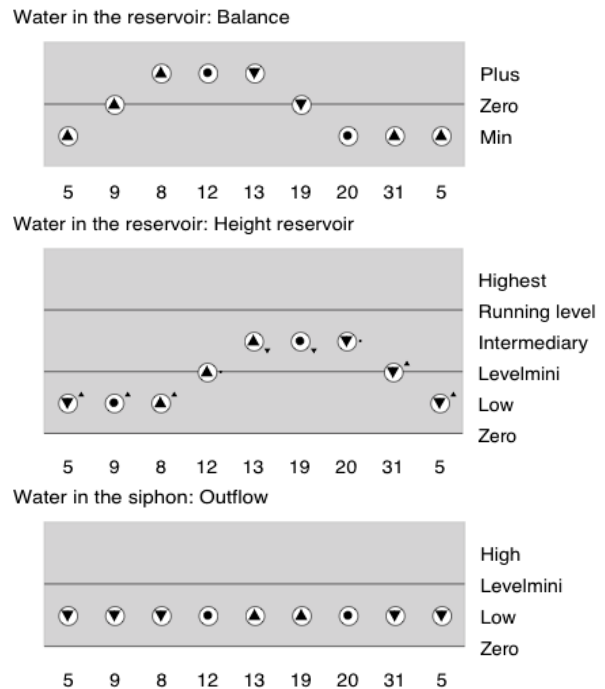 Water in the reservoir: Balance
Plus
Zero
Min
5 9 8 12 13 19 20 31 5
Water in the reservoir: Height reservoir
Highest
Running level
Intermediary
Levelmini
Low
Zero
5 9 8 12 13 19 20 31 5
Water in the siphon: Outflow
High
Levelmini
Low
Zero
5 9 8 12 13 19 20 31 5